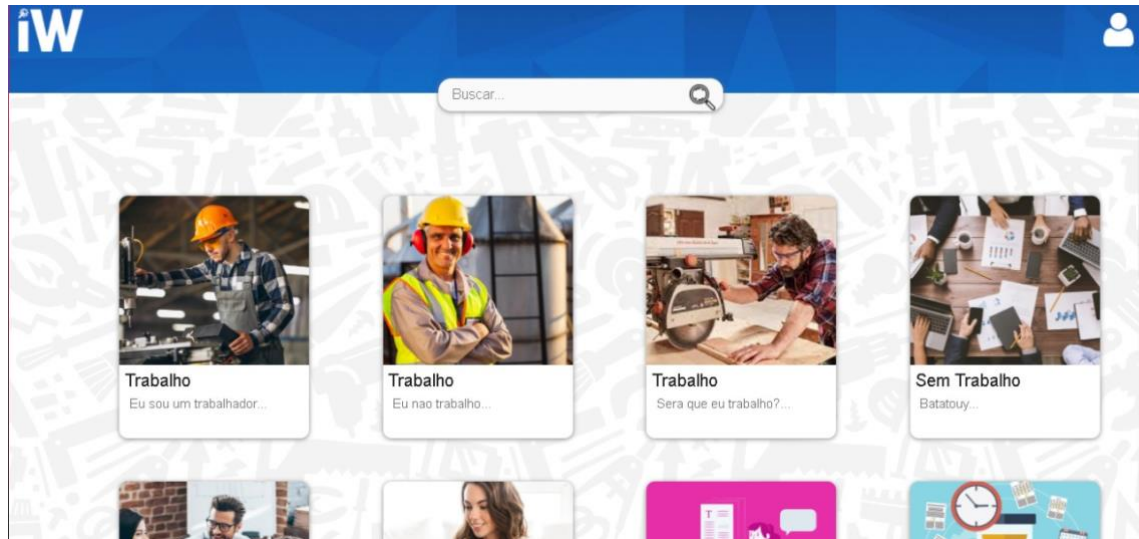 iW
Buscar...
Trabalho
Eu sou um trabalhador...
Trabalho
Eu nao trabalho...
Trabalho
Sera que eu trabalho?...
Sem Trabalho
Batatouy...
T